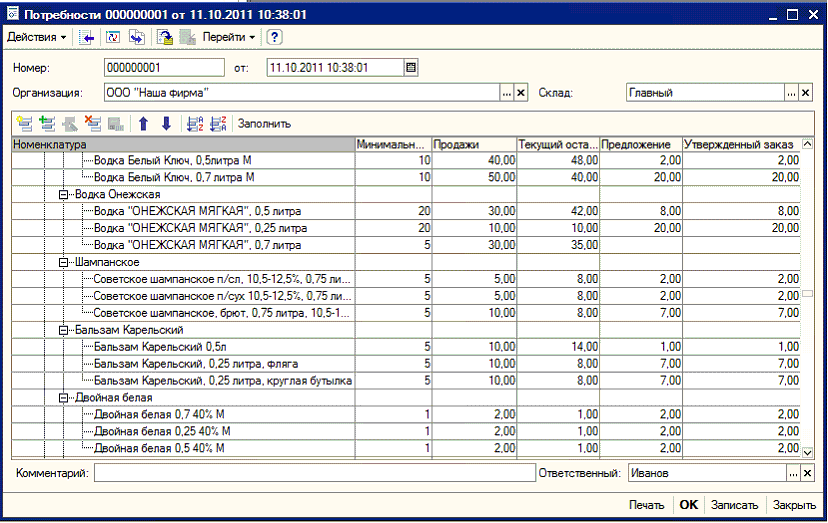 Потребности 000000001 от 11.10.2011 10:38:01
Действия Перейти ?
Номер: 000000001 от: 11.10.2011 10:38:01
Организация: ООО "Наша фирма" ... x Склад: Главный ... x
Заполнить
Номенклатура Минимальн... Продажи Текущий оста... Предложение Утвержденный заказ
Водка Белый Ключ, 0,5литра М 10 40,00 48,00 2,00 2,00
Водка Белый Ключ, 0,7 литра М 10 50,00 40,00 20,00 20,00
Водка Онежская
Водка "ОНЕЖСКАЯ МЯГКАЯ", 0,5 литра 20 30,00 42,00 8,00 8,00
Водка "ОНЕЖСКАЯ МЯГКАЯ", 0,25 литра 20 10,00 10,00 20,00 20,00
Водка "ОНЕЖСКАЯ МЯГКАЯ", 0,7 литра 5 30,00 35,00
Шампанское
Советское шампанское п/сл, 10,5-12,5%, 0,75 ли... 5 5,00 8,00 2,00 2,00
Советское шампанское п/сух 10,5-12,5%, 0,75 ли... 5 5,00 8,00 2,00 2,00
Советское шампанское, брют, 0,75 литра, 10,5-1... 5 10,00 8,00 7,00 7,00
Бальзам Карельский
Бальзам Карельский 0,5л 5 10,00 14,00 1,00 1,00
Бальзам Карельский, 0,25 литра, фляга 5 10,00 8,00 7,00 7,00
Бальзам Карельский, 0,25 литра, круглая бутылка 5 10,00 8,00 7,00 7,00
Двойная белая
Двойная белая 0,7 40% М 1 2,00 1,00 2,00 2,00
Двойная белая 0,25 40% М 1 2,00 1,00 2,00 2,00
Двойная белая 0,5 40% М 1 2,00 1,00 2,00 2,00
Комментарий: Ответственный: Иванов ... x
Печать OK Записать Закрыть